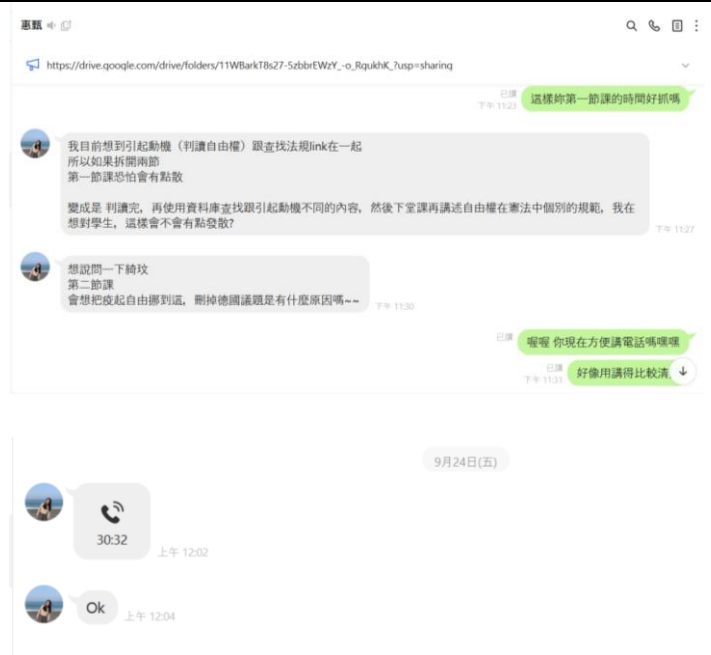 惠甄
https://drive.google.com/drive/folders/11WBarkT8s27-5zbbrEWzY_-o_RqukhK_?usp=sharing
已讀
下午 11:23
這樣妳第一節課的時間好抓嗎
我目前想到引起動機（判讀自由權）跟查找法規link在一起
所以如果拆開兩節
第一節課恐怕會有點散
變成是 判讀完，再使用資料庫查找跟引起動機不同的內容，然後下堂課再講述自由權在憲法中個別的規範，我在
想對學生，這樣會不會有點發散?
下午 11:27
想說問一下綺玟
第二節課
會想把疫起自由挪到這，刪掉德國議題是有什麼原因嗎~~
下午 11:30
已讀
喔喔 你現在方便講電話嗎嘿嘿
已讀
下午 11:31
好像用講得比較清
9月24日(五)
30:32
上午 12:02
Ok
上午 12:04